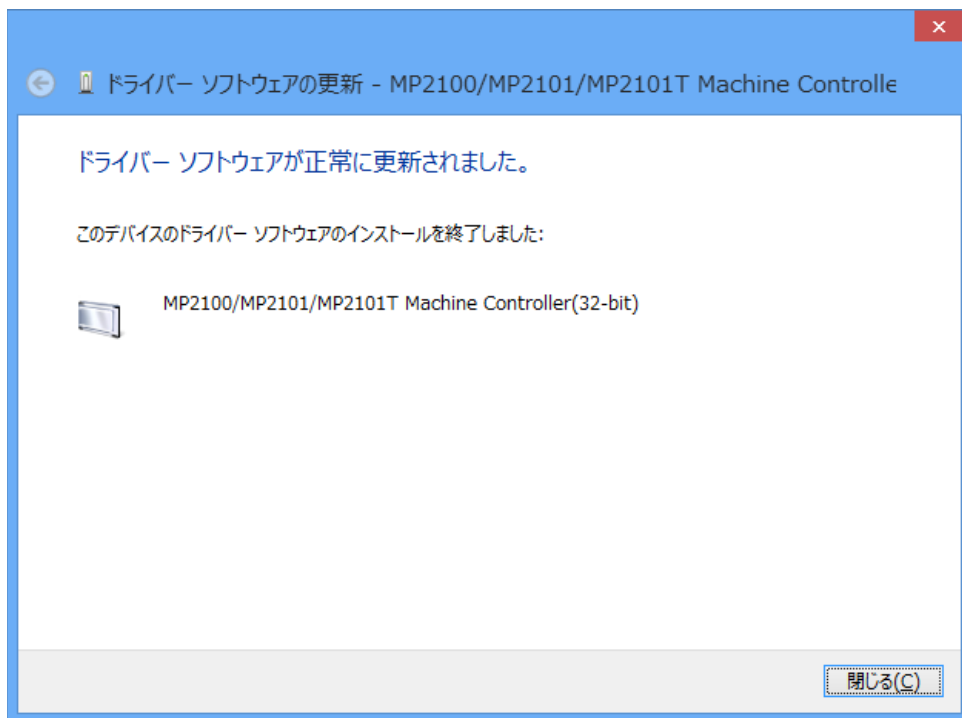 ドライバー ソフトウェアの更新 - MP2100/MP2101/MP2101T Machine Controlle
ドライバー ソフトウェアが正常に更新されました。
このデバイスのドライバー ソフトウェアのインストールを終了しました:
MP2100/MP2101/MP2101T Machine Controller(32-bit)
閉じる(C)